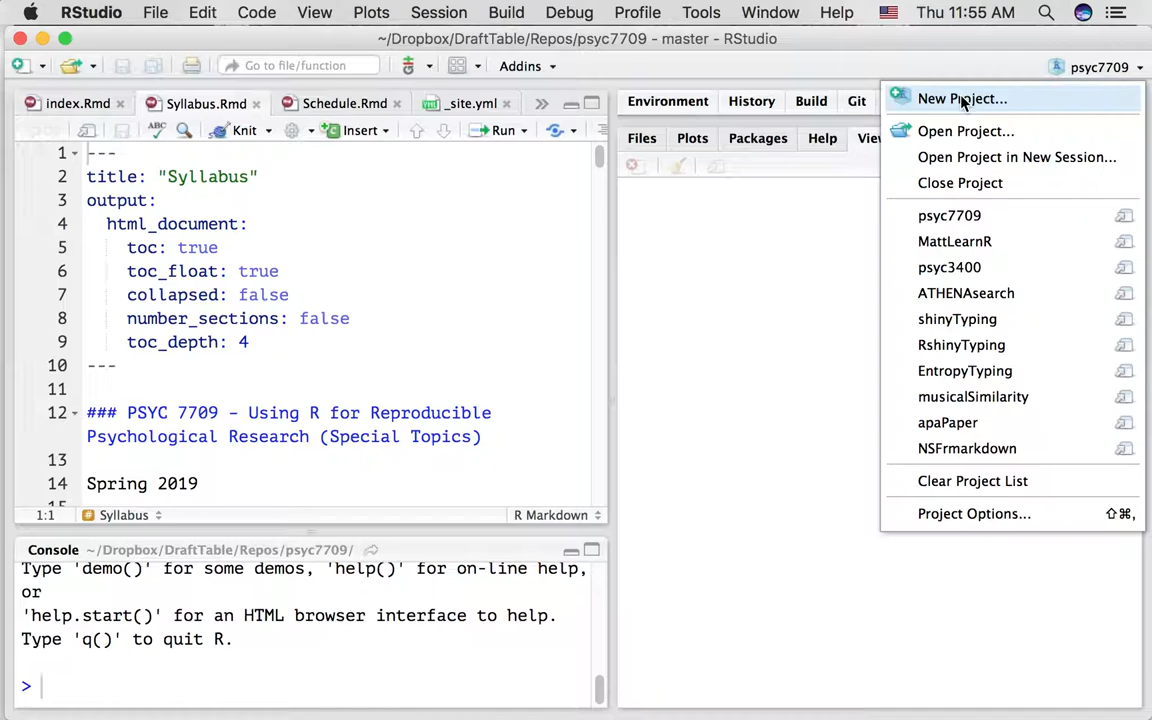 RStudio File Edit Code View Plots Session Build Debug Profile Tools Window Help Thu 11:55 AM
~/Dropbox/DraftTable/Repos/psyc7709 - master - RStudio
Go to file/function Addins psyc7709
index.Rmd Syllabus.Rmd Schedule.Rmd _site.yml
Knit Insert Run
1 ---
2 title: "Syllabus"
3 output:
4 html_document:
5 toc: true
6 toc_float: true
7 collapsed: false
8 number_sections: false
9 toc_depth: 4
10 ---
11
12 ### PSYC 7709 - Using R for Reproducible
Psychological Research (Special Topics)
13
14 Spring 2019
1:1 Syllabus R Markdown
Console ~/Dropbox/DraftTable/Repos/psyc7709/
Type 'demo()' for some demos, 'help()' for on-line help,
or
'help.start()' for an HTML browser interface to help.
Type 'q()' to quit R.
>
Environment History Build Git
Files Plots Packages Help
New Project...
Open Project...
Open Project in New Session...
Close Project
psyc7709
MattLearnR
psyc3400
ATHENAsearch
shinyTyping
RshinyTyping
EntropyTyping
musicalSimilarity
apaPaper
NSFrmarkdown
Clear Project List
Project Options... ⇧⌘,